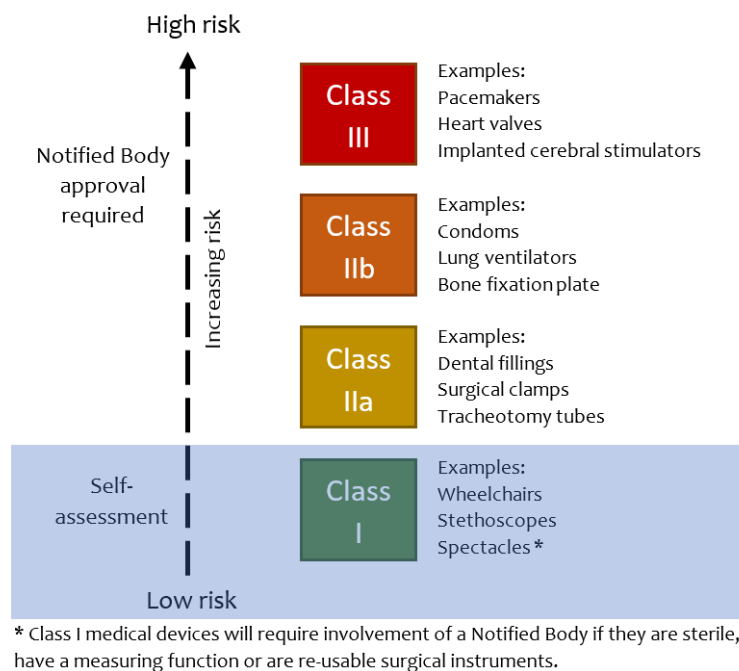 High risk
Notified Body
approval
required
Increasing risk
Class
III
Examples:
Pacemakers
Heart valves
Implanted cerebral stimulators
Class
IIb
Examples:
Condoms
Lung ventilators
Bone fixation plate
Class
IIa
Examples:
Dental fillings
Surgical clamps
Tracheotomy tubes
Self-
assessment
Class
I
Examples:
Wheelchairs
Stethoscopes
Spectacles *
Low risk
* Class I medical devices will require involvement of a Notified Body if they are sterile,
have a measuring function or are re-usable surgical instruments.